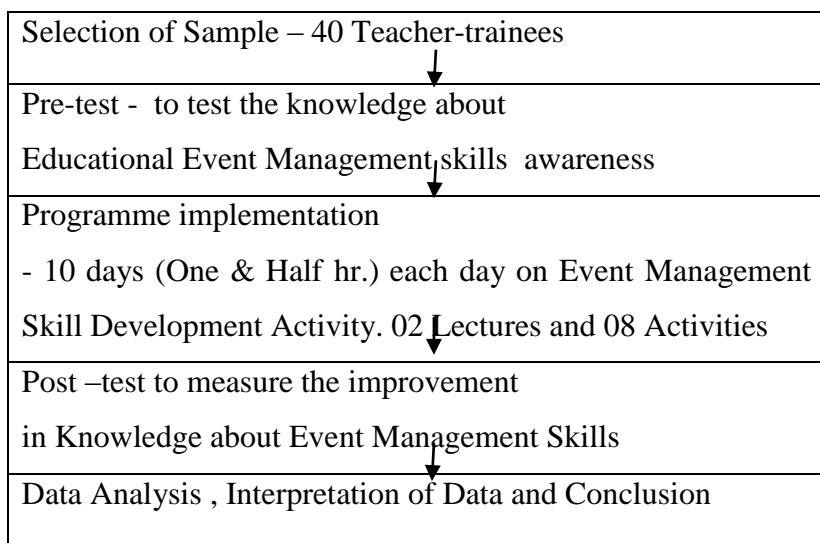 Selection of Sample – 40 Teacher-trainees
Pre-test - to test the knowledge about
Educational Event Management skills awareness
Programme implementation
- 10 days (One & Half hr.) each day on Event Management
Skill Development Activity. 02 Lectures and 08 Activities
Post –test to measure the improvement
in Knowledge about Event Management Skills
Data Analysis , Interpretation of Data and Conclusion